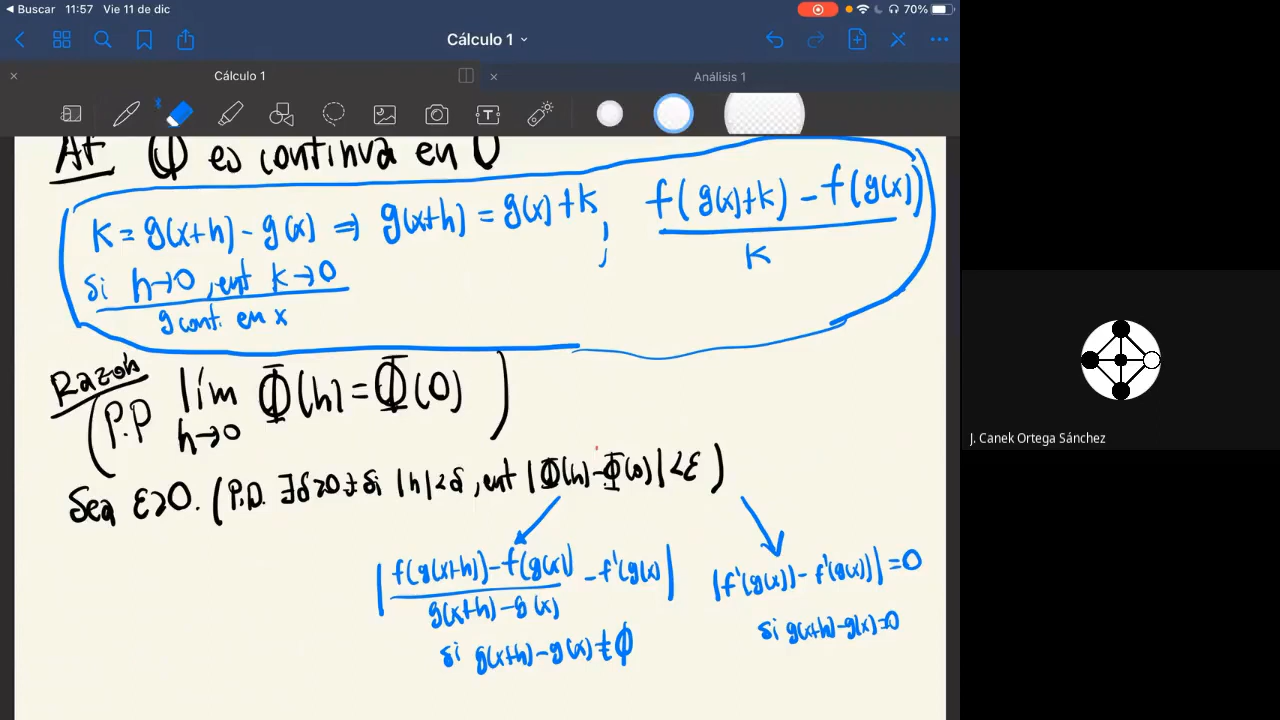 Buscar 11:57 Vie 11 de dic 70%
Cálculo 1
Cálculo 1 Análisis 1
Af Φ es continua en 0
K = g(x+h) - g(x) ⇒ g(x+h) = g(x) + K ; f(g(x)+K) - f(g(x)) / K
si h→0, ent K→0
g cont. en x
Razón
(P.P lím h→0 Φ(h) = Φ(0))
Sea ε>0. (P.D. ∃δ>0 ∋ si |h|<δ, ent |Φ(h) - Φ(0)| < ε)
| f(g(x+h)) - f(g(x)) / g(x+h) - g(x) - f'(g(x) |
si g(x+h) - g(x) ≠ 0
|f'(g(x)) - f'(g(x))| = 0
si g(x+h) - g(x) = 0
J. Canek Ortega Sánchez